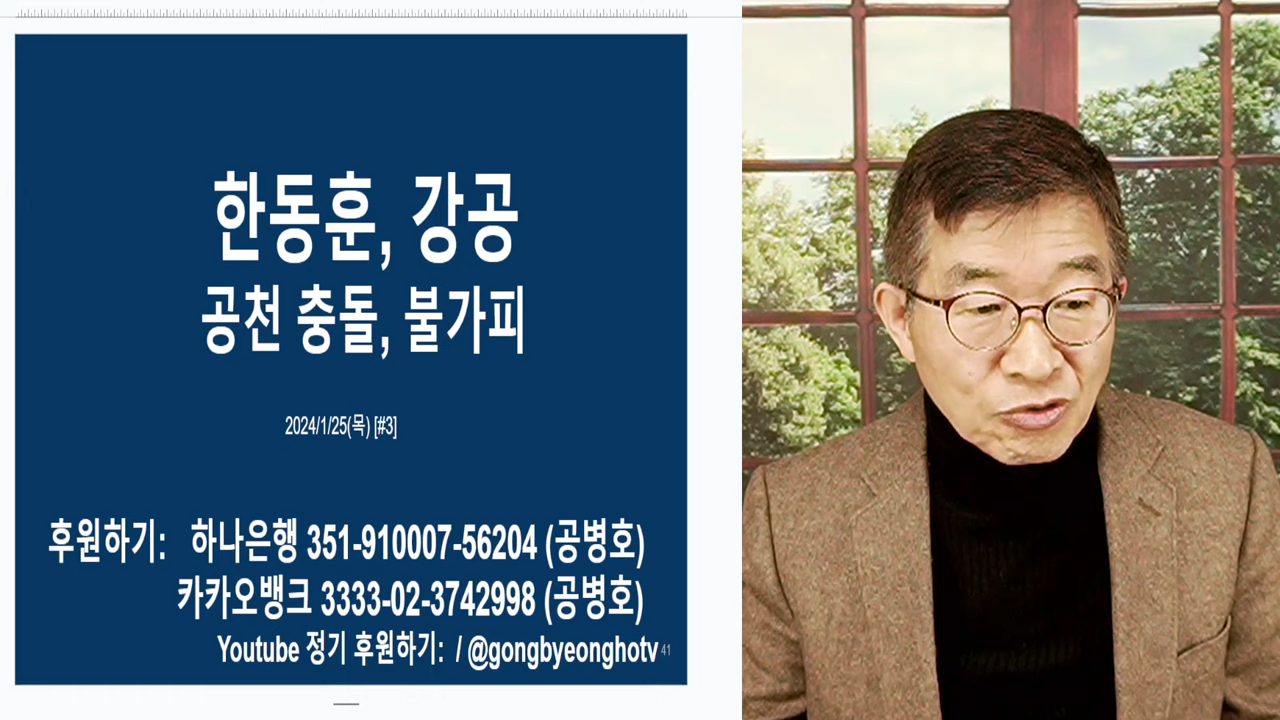 한동훈, 강공
공천 충돌, 불가피
2024/1/25(목) [#3]
후원하기: 하나은행 351-910007-56204 (공병호)
카카오뱅크 3333-02-3742998 (공병호)
Youtube 정기 후원하기: / @gongbyeonghotv
41